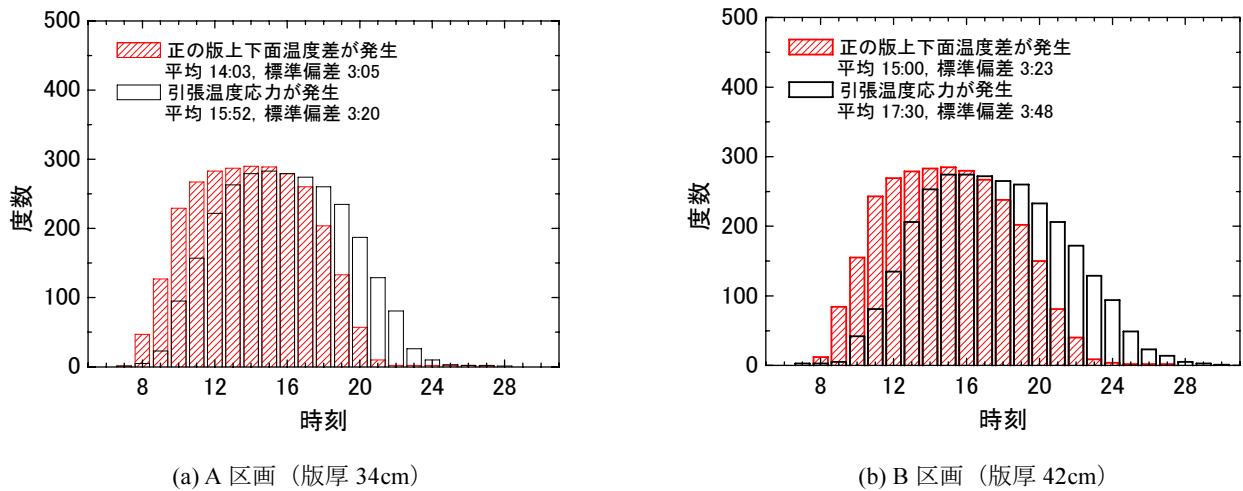 500
400
300
200
100
0
度数
正の版上下面温度差が発生
平均 14:03, 標準偏差 3:05
引張温度応力が発生
平均 15:52, 標準偏差 3:20
8 12 16 20 24 28
時刻
(a) A 区画（版厚 34cm）
500
400
300
200
100
0
度数
正の版上下面温度差が発生
平均 15:00, 標準偏差 3:23
引張温度応力が発生
平均 17:30, 標準偏差 3:48
8 12 16 20 24 28
時刻
(b) B 区画（版厚 42cm）